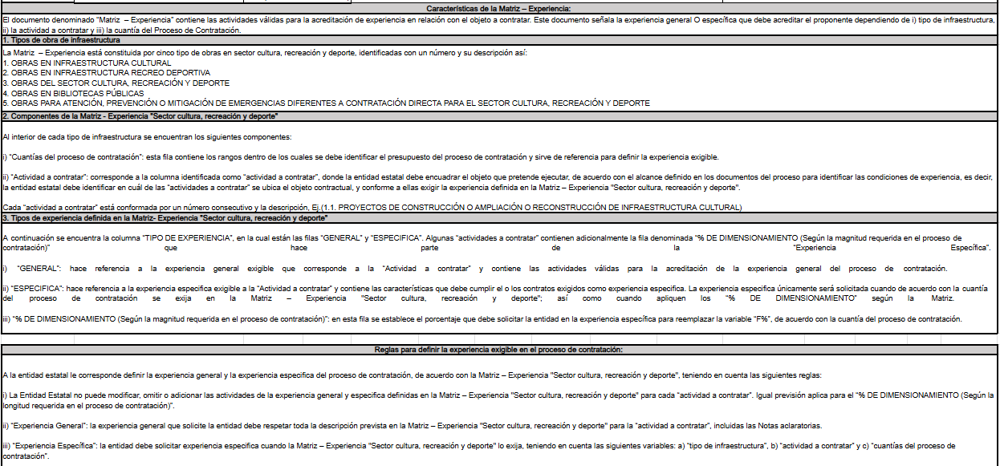 Características de la Matriz – Experiencia:
El documento denominado "Matriz – Experiencia" contiene las actividades válidas para la acreditación de experiencia en relación con el objeto a contratar. Este documento señala la experiencia general O específica que debe acreditar el proponente dependiendo de i) tipo de infraestructura,
ii) la actividad a contratar y iii) la cuantía del Proceso de Contratación.
1. Tipos de obra de infraestructura
La Matriz – Experiencia está constituida por cinco tipo de obras en sector cultura, recreación y deporte, identificadas con un número y su descripción así:
1. OBRAS EN INFRAESTRUCTURA CULTURAL
2. OBRAS EN INFRAESTRUCTURA RECREO DEPORTIVA
3. OBRAS DEL SECTOR CULTURA, RECREACIÓN Y DEPORTE
4. OBRAS EN BIBLIOTECAS PÚBLICAS
5. OBRAS PARA ATENCIÓN, PREVENCIÓN O MITIGACIÓN DE EMERGENCIAS DIFERENTES A CONTRATACIÓN DIRECTA PARA EL SECTOR CULTURA, RECREACIÓN Y DEPORTE
2. Componentes de la Matriz - Experiencia "Sector cultura, recreación y deporte"
Al interior de cada tipo de infraestructura se encuentran los siguientes componentes:
i) "Cuantías del proceso de contratación": esta fila contiene los rangos dentro de los cuales se debe identificar el presupuesto del proceso de contratación y sirve de referencia para definir la experiencia exigible.
ii) "Actividad a contratar": corresponde a la columna identificada como "actividad a contratar", donde la entidad estatal debe encuadrar el objeto que pretende ejecutar, de acuerdo con el alcance definido en los documentos del proceso para identificar las condiciones de experiencia, es decir,
la entidad estatal debe identificar en cuál de las "actividades a contratar" se ubica el objeto contractual, y conforme a ellas exigir la experiencia definida en la Matriz – Experiencia "Sector cultura, recreación y deporte".
Cada "actividad a contratar" está conformada por un número consecutivo y la descripción, Ej.(1.1. PROYECTOS DE CONSTRUCCIÓN O AMPLIACIÓN O RECONSTRUCCIÓN DE INFRAESTRUCTURA CULTURAL)
3. Tipos de experiencia definida en la Matriz- Experiencia "Sector cultura, recreación y deporte"
A continuación se encuentra la columna "TIPO DE EXPERIENCIA", en la cual están las filas "GENERAL" y "ESPECIFICA". Algunas "actividades a contratar" contienen adicionalmente la fila denominada "% DE DIMENSIONAMIENTO (Según la magnitud requerida en el proceso de
contratación)" que hace parte de la "Experiencia Específica".
i) "GENERAL": hace referencia a la experiencia general exigible que corresponde a la "Actividad a contratar" y contiene las actividades válidas para la acreditación de la experiencia general del proceso de contratación.
ii) "ESPECIFICA": hace referencia a la experiencia especifica exigible a la "Actividad a contratar" y contiene las características que debe cumplir el o los contratos exigidos como experiencia especifica. La experiencia especifica únicamente será solicitada cuando de acuerdo con la cuantía
del proceso de contratación se exija en la Matriz – Experiencia "Sector cultura, recreación y deporte"; así como cuando apliquen los "% DE DIMENSIONAMIENTO" según la Matriz.
iii) "% DE DIMENSIONAMIENTO (Según la magnitud requerida en el proceso de contratación)": en esta fila se establece el porcentaje que debe solicitar la entidad en la experiencia específica para reemplazar la variable "F%", de acuerdo con la cuantía del proceso de contratación.
Reglas para definir la experiencia exigible en el proceso de contratación:
A la entidad estatal le corresponde definir la experiencia general y la experiencia especifica del proceso de contratación, de acuerdo con la Matriz – Experiencia "Sector cultura, recreación y deporte", teniendo en cuenta las siguientes reglas:
i) La Entidad Estatal no puede modificar, omitir o adicionar las actividades de la experiencia general y especifica definidas en la Matriz – Experiencia "Sector cultura, recreación y deporte" para cada "actividad a contratar". Igual previsión aplica para el "% DE DIMENSIONAMIENTO (Según la
longitud requerida en el proceso de contratación)".
ii) "Experiencia General": la experiencia general que solicite la entidad debe respetar toda la descripción prevista en la Matriz – Experiencia "Sector cultura, recreación y deporte" para la "actividad a contratar", incluidas las Notas aclaratorias.
iii) "Experiencia Específica": la entidad debe solicitar experiencia especifica cuando la Matriz – Experiencia "Sector cultura, recreación y deporte" lo exija, teniendo en cuenta las siguientes variables: a) "tipo de infraestructura", b) "actividad a contratar" y c) "cuantías del proceso de
contratación".